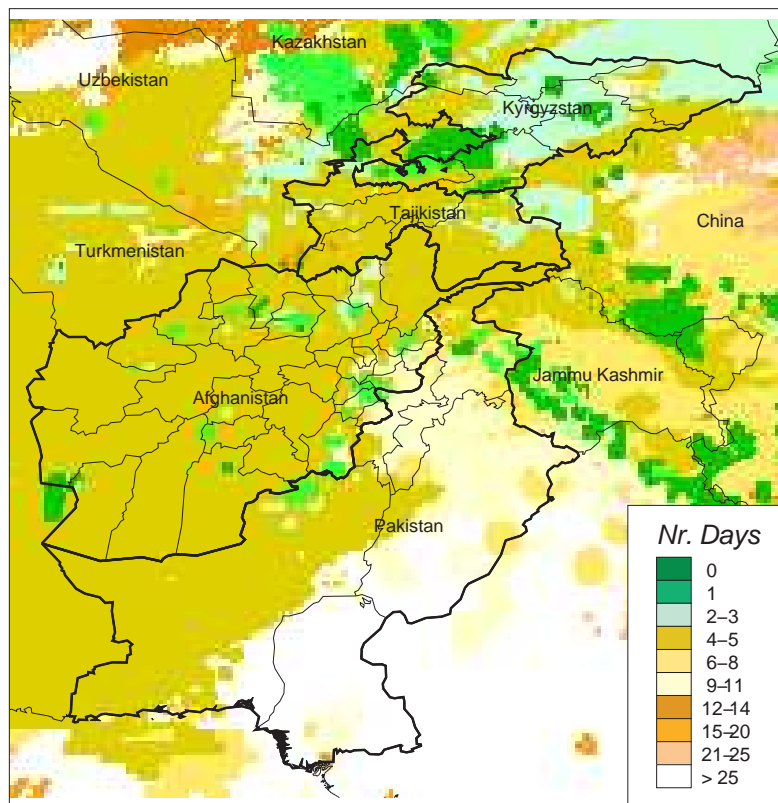 Kazakhstan
Uzbekistan
Kyrgyzstan
Tajikistan
China
Turkmenistan
Jammu Kashmir
Afghanistan
Pakistan
Nr. Days
0
1
2–3
4–5
6–8
9–11
12–14
15–20
21–25
> 25